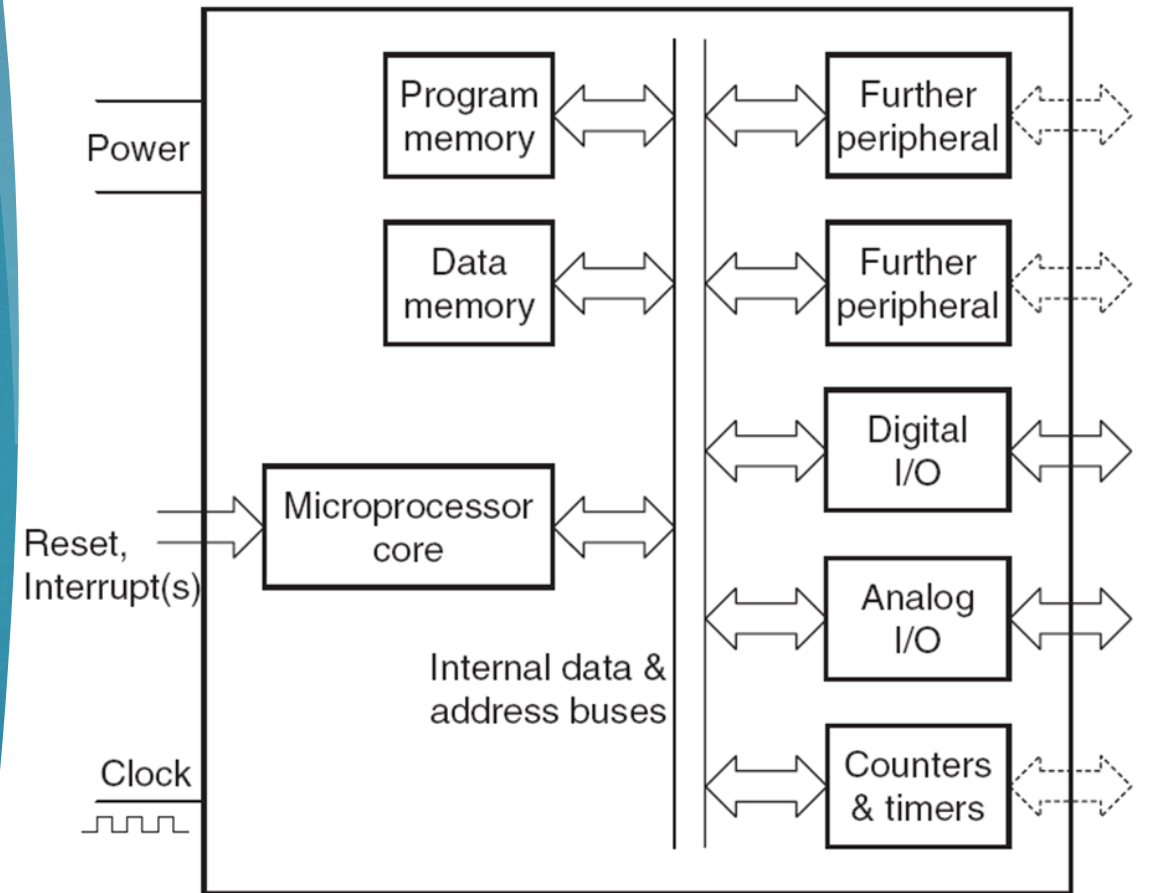 Power
Reset,
Interrupt(s)
Clock
Program
memory
Data
memory
Microprocessor
core
Internal data &
address buses
Further
peripheral
Further
peripheral
Digital
I/O
Analog
I/O
Counters
& timers